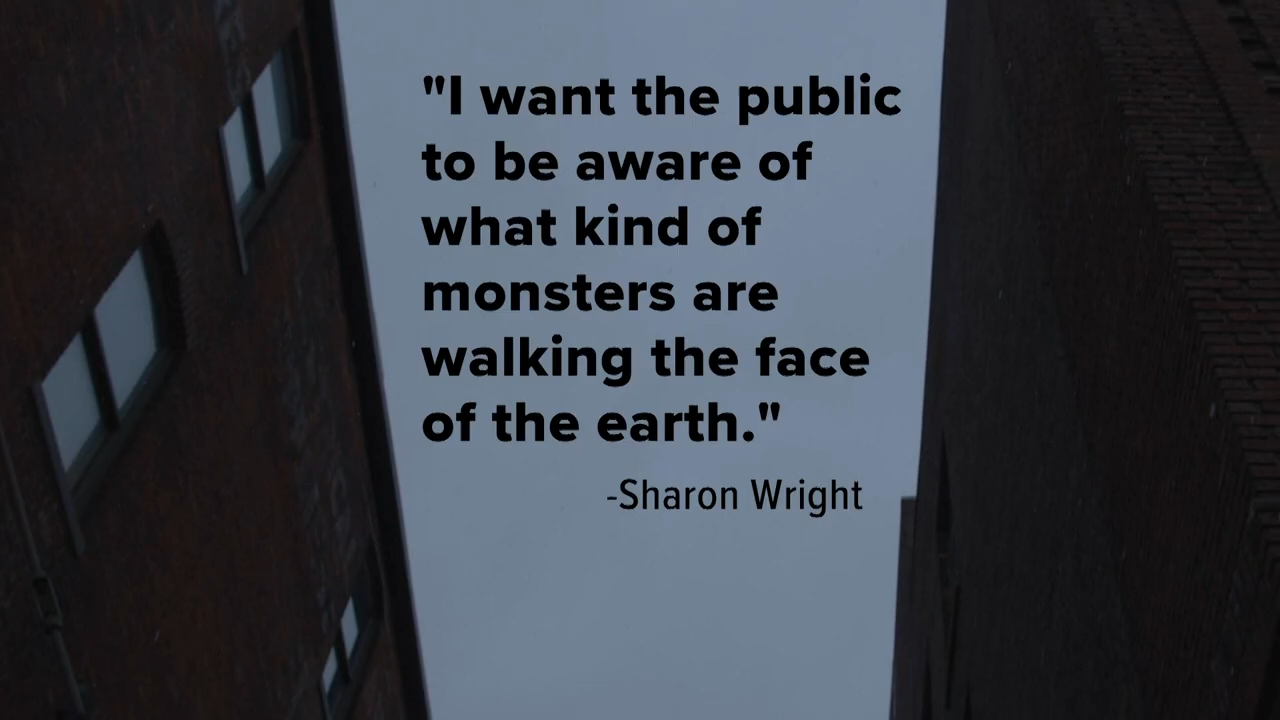 "I want the public
to be aware of
what kind of
monsters are
walking the face
of the earth."
-Sharon Wright